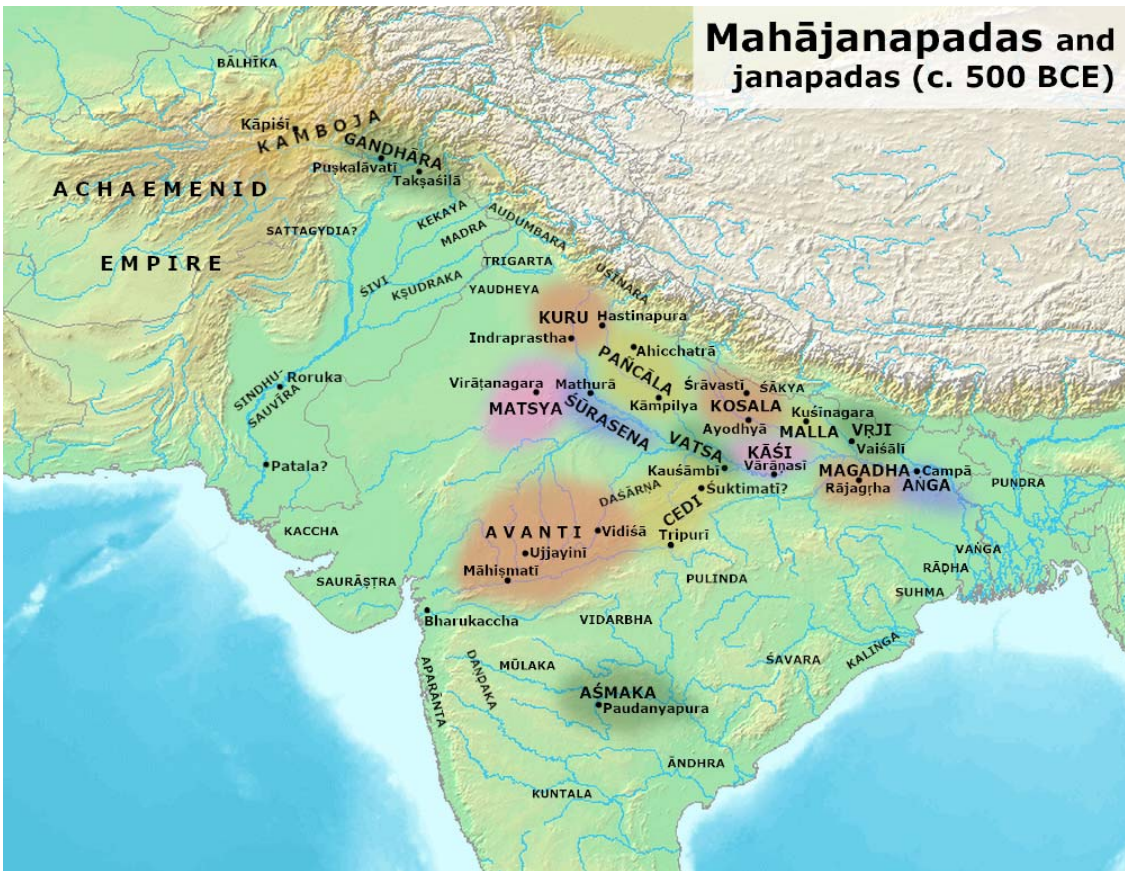 Mahājanapadas and
janapadas (c. 500 BCE)
BĀLHĪKA
Kāpiśī
KAMBOJA
GANDHĀRA
Puṣkalāvatī
Takṣaśilā
ACHAEMENID
EMPIRE
SATTAGYDIA?
KEKAYA
MADRA
AUDUMBARA
TRIGARTA
UŚĪNARA
ŚIVI
KṢUDRAKA
YAUDHEYA
KURU
Hastinapura
Indraprastha
Ahicchatrā
PAÑCĀLA
Kāmpilya
SINDHU-
SAUVĪRA
Roruka
Patala?
Virāṭanagara
MATSYA
Mathurā
ŚŪRASENA
Śrāvastī
ŚĀKYA
KOSALA
Ayodhyā
Kuśinagara
MALLA
VṚJI
Vaiśālī
VATSA
Kauśāmbī
KĀŚI
Vārāṇasī
MAGADHA
Rājagṛha
Campā
AṄGA
PUNDRA
DAŚĀRṆA
Śuktimatī?
CEDI
Tripurī
KACCHA
AVANTI
Vidiśā
Ujjayinī
Māhiṣmatī
SAURĀṢṬRA
Bharukaccha
PULINDA
VAṄGA
RĀḌHA
SUHMA
VIDARBHA
APARĀNTA
DAṆḌAKA
MŪLAKA
ŚAVARA
KALIṄGA
AŚMAKA
Paudanyapura
ĀNDHRA
KUNTALA